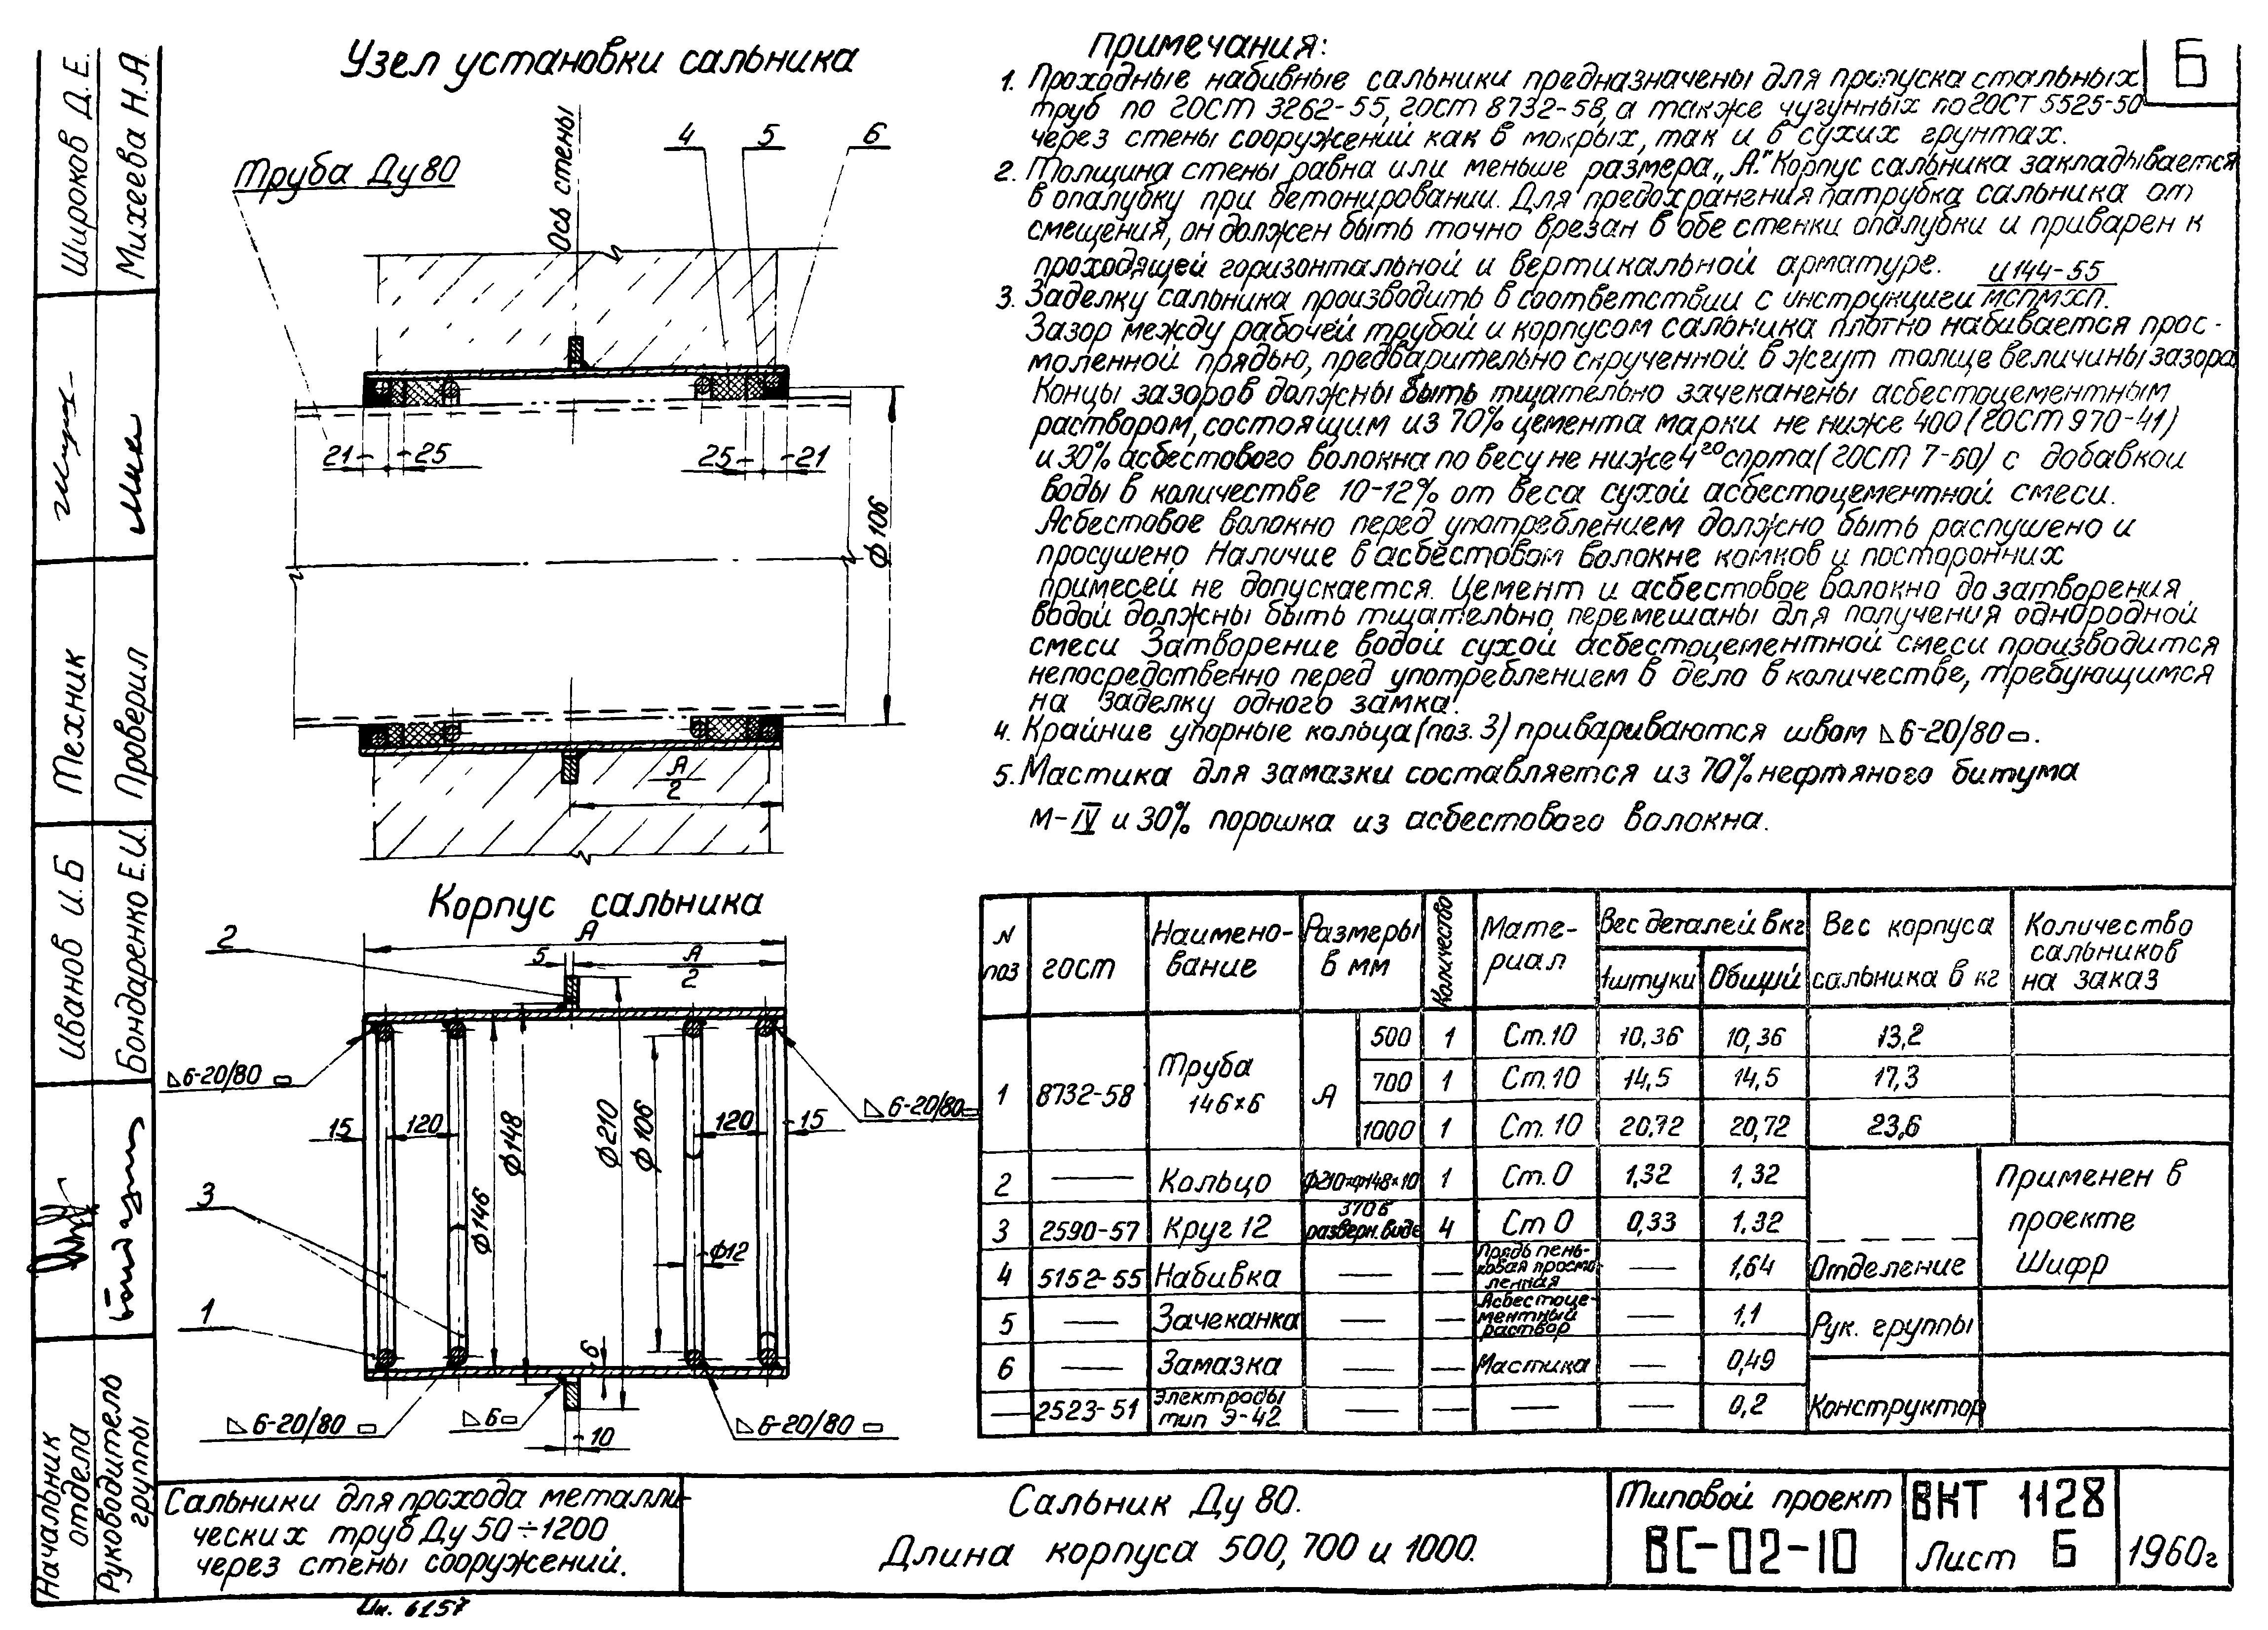 Узел установки сальника
Труба Ду80
Ось стены
4
5
6
21
25
25
21
ф106
А
2
Корпус сальника
А
5
А
2
2
6-20/80
6-20/80
15
120
ф148
ф210
ф106
120
15
ф146
3
ф12
1
6
6-20/80
6
6-20/80
10
Примечания:
Б
1. Проходные набивные сальники предназначены для пропуска стальных
труб по ГОСТ 3262-55, ГОСТ 8732-58, а также чугунных по ГОСТ 5525-50
через стены сооружений как в мокрых, так и в сухих грунтах.
2. Толщина стены равна или меньше размера „А." Корпус сальника закладывается
в опалубку при бетонировании. Для предохранения патрубка сальника от
смещения, он должен быть точно врезан в обе стенки опалубки и приварен к
проходящей горизонтальной и вертикальной арматуре.
3. Заделку сальника производить в соответствии с инструкцией И144-55 МСПМХП.
Зазор между рабочей трубой и корпусом сальника плотно набивается прос-
моленной прядью, предварительно скрученной в жгут толще величины зазора
Концы зазоров должны быть тщательно зачеканены асбестоцементным
раствором, состоящим из 70% цемента марки не ниже 400 (ГОСТ 970-41)
и 30% асбестового волокна по весу не ниже 4го сорта (ГОСТ 7-60) с добавкой
воды в количестве 10-12% от веса сухой асбестоцементной смеси.
Асбестовое волокно перед употреблением должно быть распушено и
просушено Наличие в асбестовом волокне комков и посторонних
примесей не допускается. Цемент и асбестовое волокно до затворения
водой должны быть тщательно перемешаны для получения однородной
смеси Затворение водой сухой асбестоцементной смеси производится
непосредственно перед употреблением в дело в количестве, требующимся
на заделку одного замка.
4. Крайние упорные кольца (поз. 3) привариваются швом 6-20/80.
5. Мастика для замазки составляется из 70% нефтяного битума
М-IV и 30% порошка из асбестового волокна.
N поз ГОСТ Наимено-вание Размеры в мм Количество Мате-риал Вес деталей в кг Вес корпуса сальника в кг Количество сальников на заказ
1 штуки Общий
1 8732-58 Труба 146×6 А 500 1 Ст.10 10,36 10,36 13,2
700 1 Ст.10 14,5 14,5 17,3
1000 1 Ст.10 20,72 20,72 23,6
2 — Кольцо ф210×ф148×10 1 Ст.0 1,32 1,32
3 2590-57 Круг 12 370 в разверн. виде 4 Ст 0 0,33 1.32
4 5152-55 Набивка — — Прядь пень-ковая просмо-ленная — 1,64
5 — Зачеканка — — Асбестоце-ментный раствор — 1,1
6 — Замазка — — Мастика — 0,49
— 2523-51 Электроды тип Э-42 — — — — 0,2
Применен в
проекте
Шифр
Отделение
Рук. группы
Конструктор
Сальники для прохода металли-
ческих труб Ду 50÷1200
через стены сооружений.
Сальник Ду 80.
Длина корпуса 500, 700 и 1000.
Типовой проект
ВС-02-10
ВКТ 1128
Лист Б
1960г
Ин. 6157
Начальник отдела
Руководитель группы
Иванов И.Б
Бондаренко Е.И.
Техник
Проверил
Широков Д.Е.
Михеева Н.А.